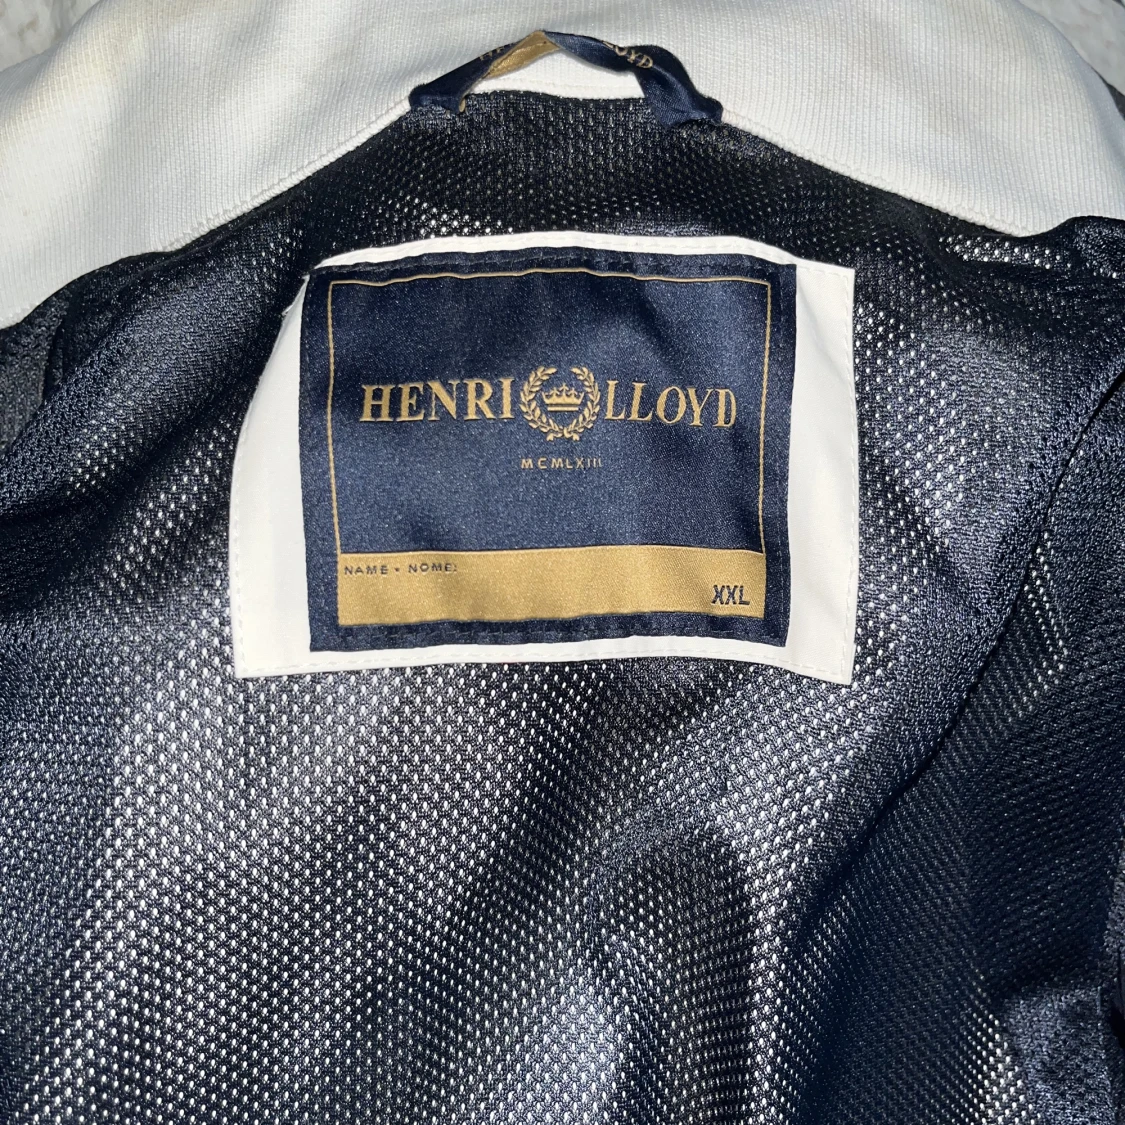 HENRI LLOYD
MCMLXIII
NAME • NOME:
XXL